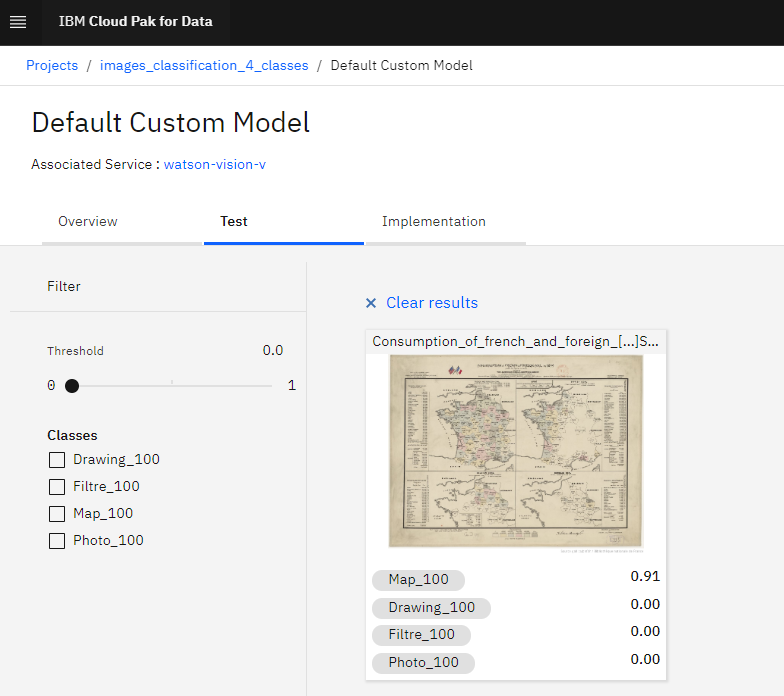 IBM Cloud Pak for Data
Projects / images_classification_4_classes / Default Custom Model
Default Custom Model
Associated Service : watson-vision-v
Overview Test Implementation
Filter
Threshold 0.0
0 1
Classes
Drawing_100
Filtre_100
Map_100
Photo_100
× Clear results
Consumption_of_french_and_foreign_[...]S...
Map_100 0.91
Drawing_100 0.00
Filtre_100 0.00
Photo_100 0.00